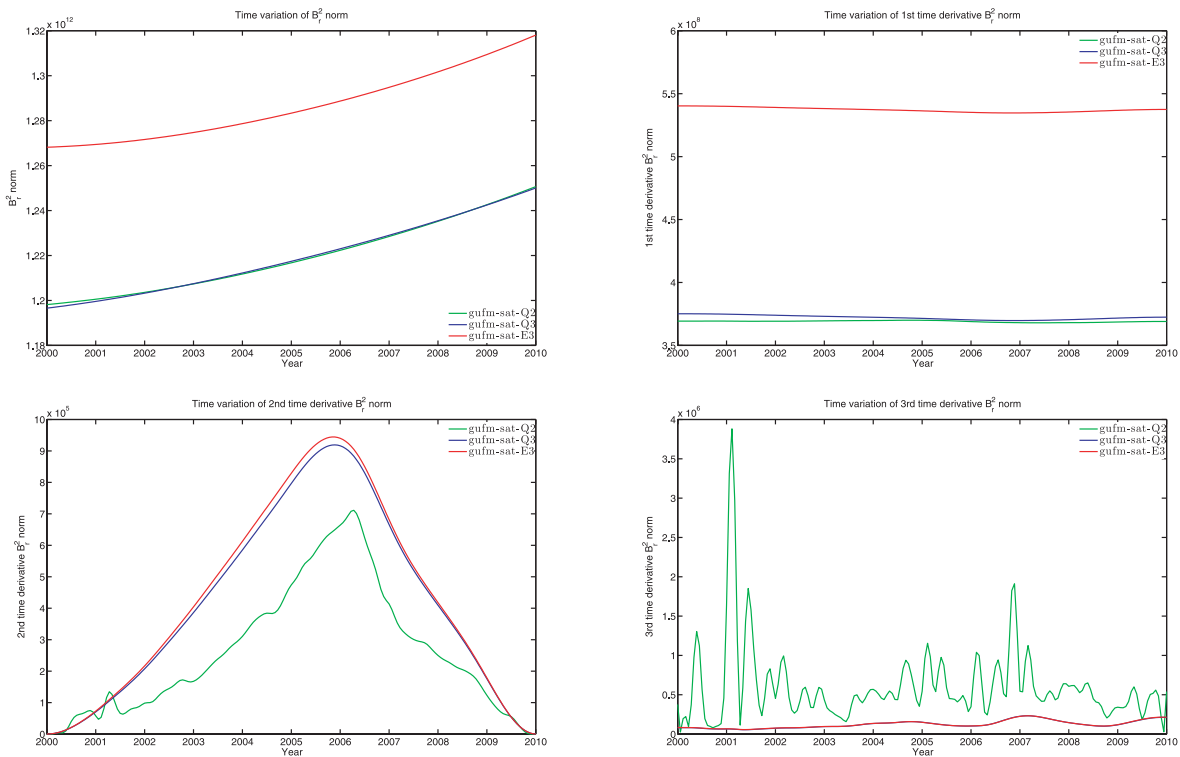 Time variation of B_r^2 norm
x 10^12
1.32
1.3
1.28
1.26
1.24
1.22
1.2
1.18
B_r^2 norm
gufm-sat-Q2
gufm-sat-Q3
gufm-sat-E3
2000 2001 2002 2003 2004 2005 2006 2007 2008 2009 2010
Year
Time variation of 1st time derivative B_r^2 norm
x 10^8
6
5.5
5
4.5
4
3.5
1st time derivative B_r^2 norm
gufm-sat-Q2
gufm-sat-Q3
gufm-sat-E3
2000 2001 2002 2003 2004 2005 2006 2007 2008 2009 2010
Year
Time variation of 2nd time derivative B_r^2 norm
x 10^5
10
9
8
7
6
5
4
3
2
1
0
2nd time derivative B_r^2 norm
gufm-sat-Q2
gufm-sat-Q3
gufm-sat-E3
2000 2001 2002 2003 2004 2005 2006 2007 2008 2009 2010
Year
Time variation of 3rd time derivative B_r^2 norm
x 10^6
4
3.5
3
2.5
2
1.5
1
0.5
0
3rd time derivative B_r^2 norm
gufm-sat-Q2
gufm-sat-Q3
gufm-sat-E3
2000 2001 2002 2003 2004 2005 2006 2007 2008 2009 2010
Year